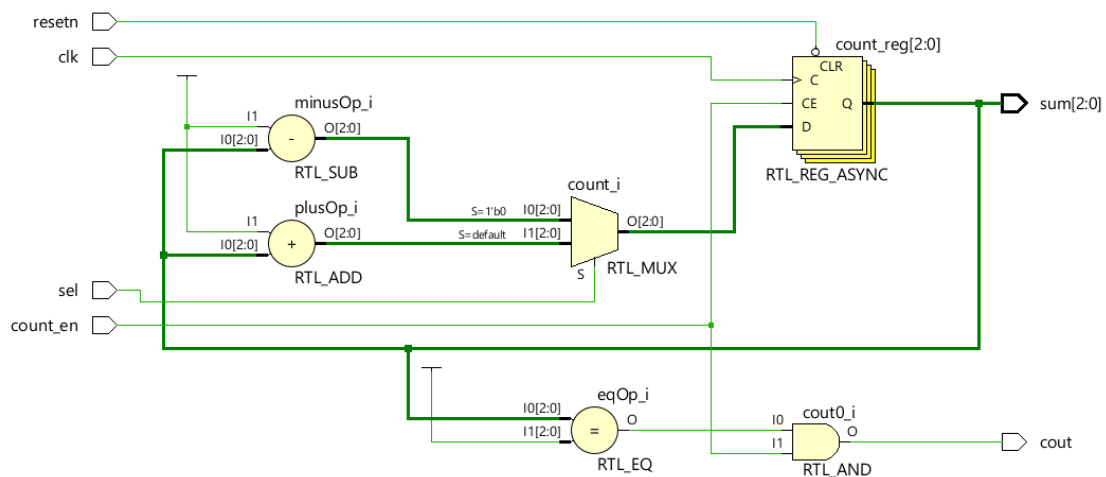 resetn
clk
count_reg[2:0]
CLR
C
CE
Q
D
RTL_REG_ASYNC
sum[2:0]
minusOp_i
I1
I0[2:0]
O[2:0]
-
RTL_SUB
plusOp_i
I1
I0[2:0]
O[2:0]
+
RTL_ADD
count_i
S=1'b0
I0[2:0]
S=default
I1[2:0]
O[2:0]
S
RTL_MUX
sel
count_en
eqOp_i
I0[2:0]
I1[2:0]
O
=
RTL_EQ
cout0_i
I0
I1
O
RTL_AND
cout